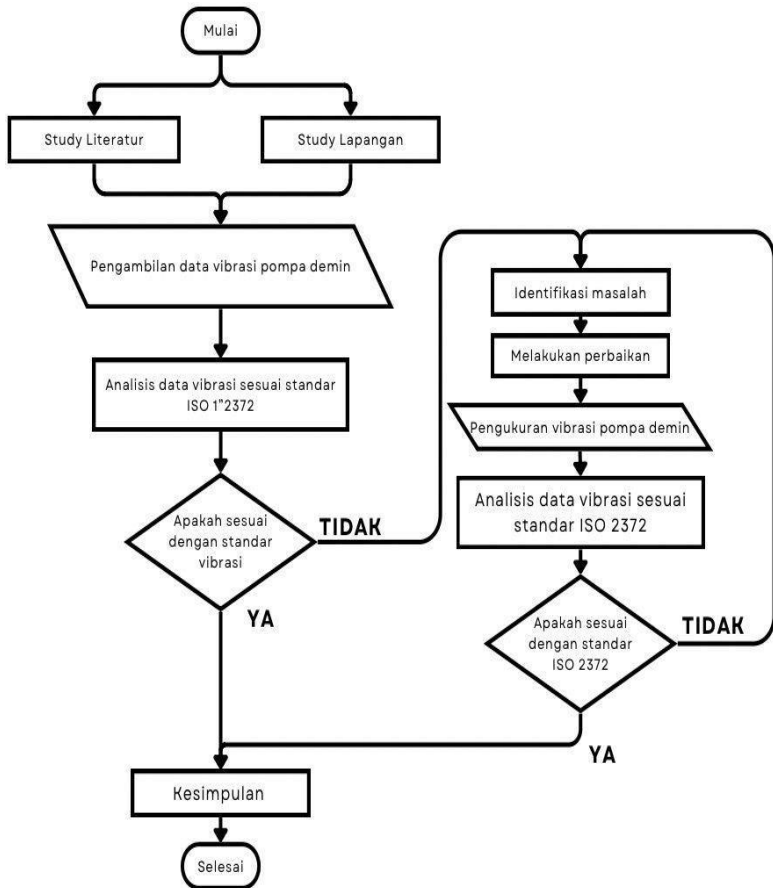 Mulai
Study Literatur
Study Lapangan
Pengambilan data vibrasi pompa demin
Analisis data vibrasi sesuai standar
ISO 1"2372
Apakah sesuai
dengan standar
vibrasi
TIDAK
YA
Identifikasi masalah
Melakukan perbaikan
Pengukuran vibrasi pompa demin
Analisis data vibrasi sesuai
standar ISO 2372
Apakah sesuai
dengan standar
ISO 2372
TIDAK
YA
Kesimpulan
Selesai